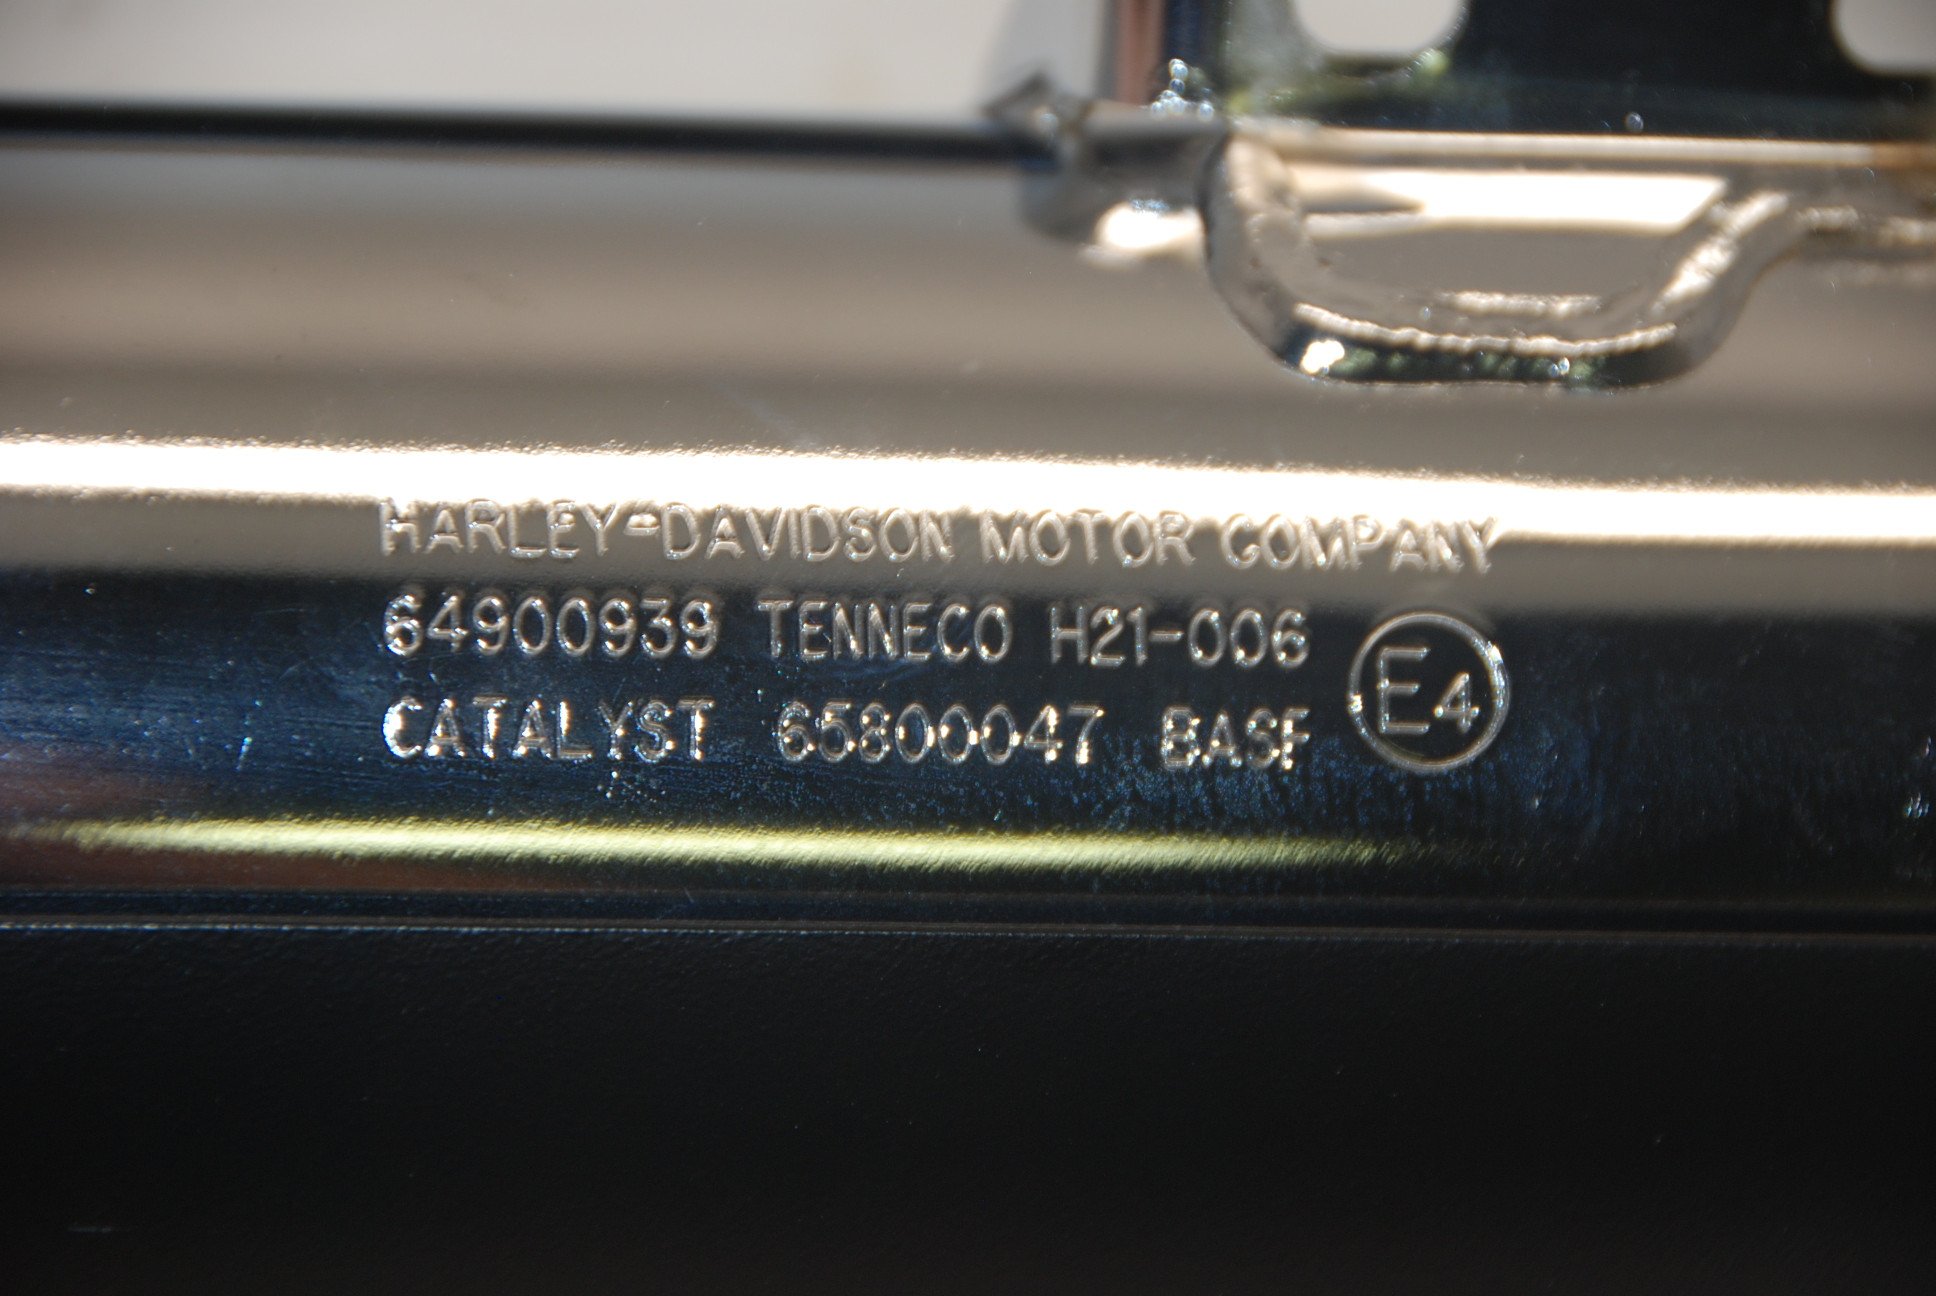 HARLEY-DAVIDSON MOTOR COMPANY
64900939 TENNECO H21-006
CATALYST 65800047 BASF E4